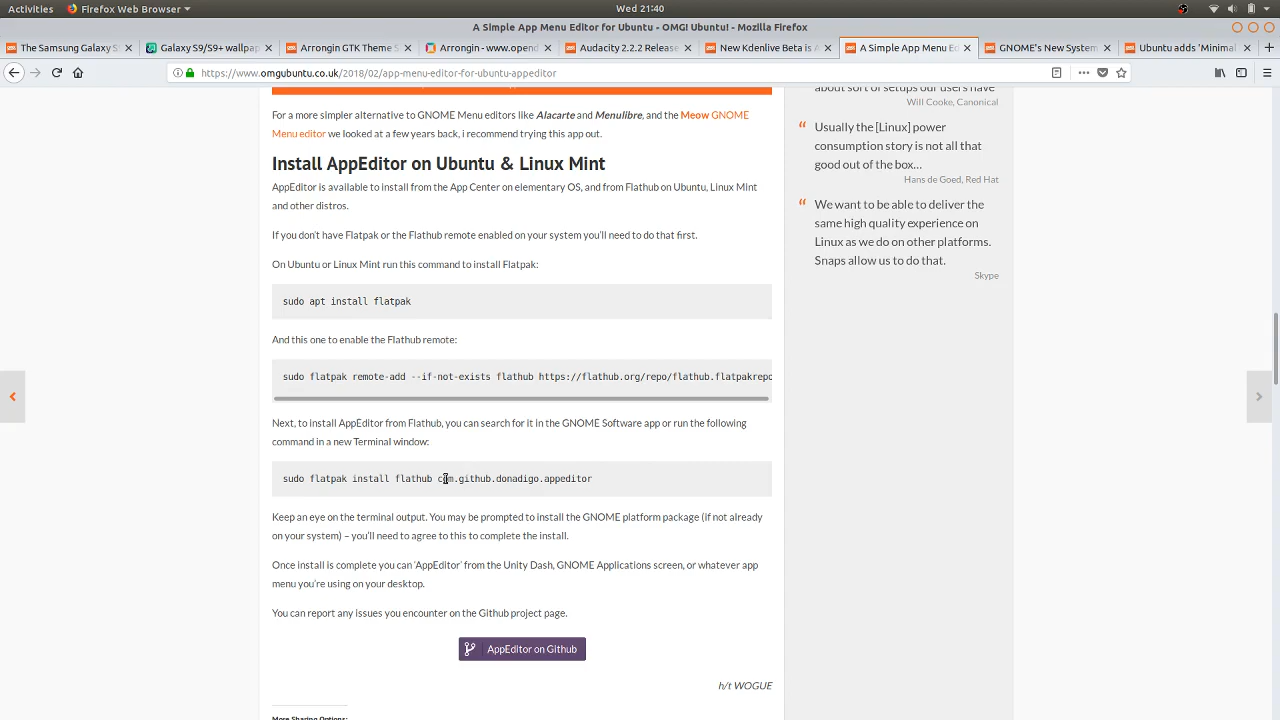 Activities
Firefox Web Browser
Wed 21:40
A Simple App Menu Editor for Ubuntu - OMG! Ubuntu! - Mozilla Firefox
The Samsung Galaxy S
Galaxy S9/S9+ wallpap
Arrongin GTK Theme
Arrongin - www.opend
Audacity 2.2.2 Release
New Kdenlive Beta is A
A Simple App Menu Ed
GNOME's New System
Ubuntu adds 'Minimal
https://www.omgubuntu.co.uk/2018/02/app-menu-editor-for-ubuntu-appeditor
For a more simpler alternative to GNOME Menu editors like Alacarte and Menulibre, and the Meow GNOME
Menu editor we looked at a few years back, i recommend trying this app out.
Install AppEditor on Ubuntu & Linux Mint
AppEditor is available to install from the App Center on elementary OS, and from Flathub on Ubuntu, Linux Mint
and other distros.
If you don't have Flatpak or the Flathub remote enabled on your system you'll need to do that first.
On Ubuntu or Linux Mint run this command to install Flatpak:
sudo apt install flatpak
And this one to enable the Flathub remote:
sudo flatpak remote-add --if-not-exists flathub https://flathub.org/repo/flathub.flatpakrepo
Next, to install AppEditor from Flathub, you can search for it in the GNOME Software app or run the following
command in a new Terminal window:
sudo flatpak install flathub com.github.donadigo.appeditor
Keep an eye on the terminal output. You may be prompted to install the GNOME platform package (if not already
on your system) – you'll need to agree to this to complete the install.
Once install is complete you can 'AppEditor' from the Unity Dash, GNOME Applications screen, or whatever app
menu you're using on your desktop.
You can report any issues you encounter on the Github project page.
AppEditor on Github
h/t WOGUE
More Sharing Options:
about sort of setups our users have
Will Cooke, Canonical
“ Usually the [Linux] power
consumption story is not all that
good out of the box…
Hans de Goed, Red Hat
“ We want to be able to deliver the
same high quality experience on
Linux as we do on other platforms.
Snaps allow us to do that.
Skype